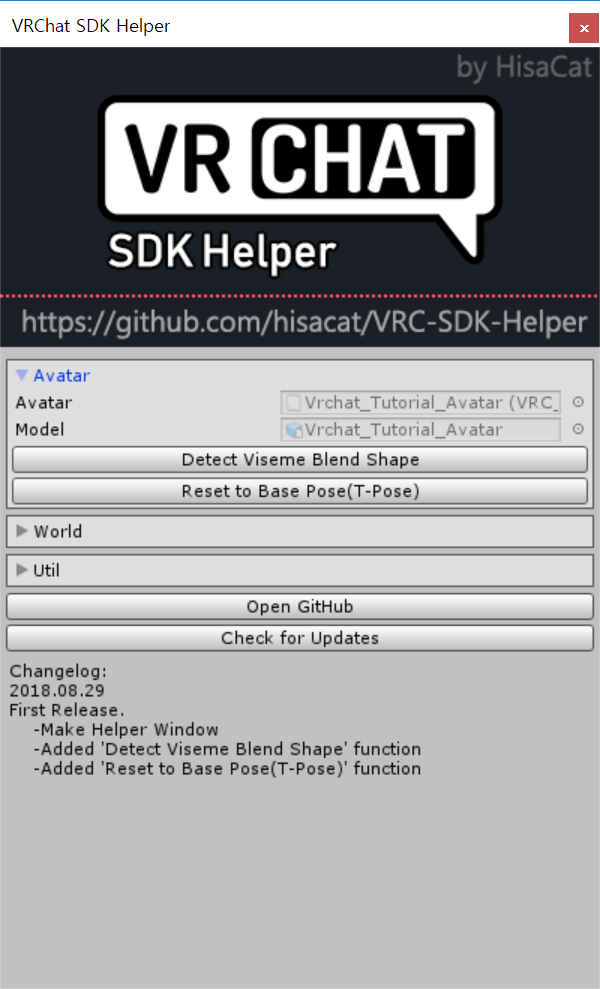 VRChat SDK Helper
by HisaCat
VR CHAT
SDK Helper
https://github.com/hisacat/VRC-SDK-Helper
Avatar
Avatar Vrchat_Tutorial_Avatar (VRC_
Model Vrchat_Tutorial_Avatar
Detect Viseme Blend Shape
Reset to Base Pose(T-Pose)
World
Util
Open GitHub
Check for Updates
Changelog:
2018.08.29
First Release.
-Make Helper Window
-Added 'Detect Viseme Blend Shape' function
-Added 'Reset to Base Pose(T-Pose)' function